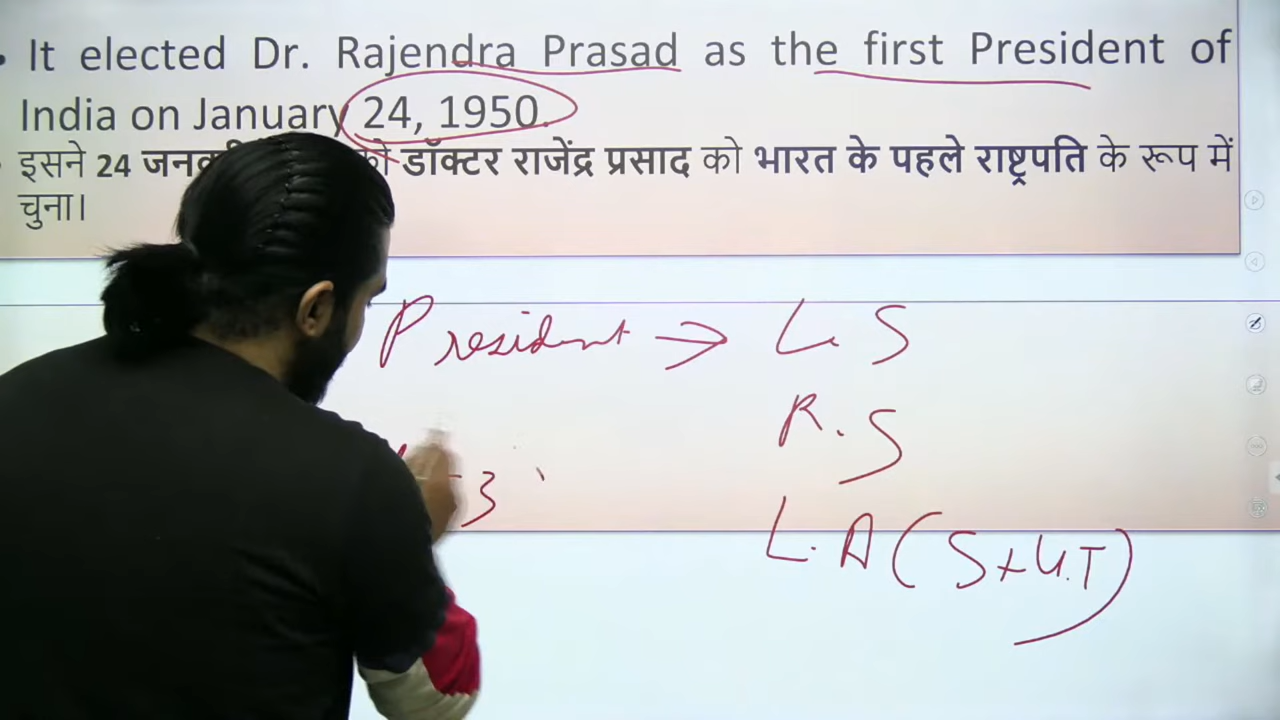 It elected Dr. Rajendra Prasad as the first President of
India on January 24, 1950.
इसने 24 को डॉक्टर राजेंद्र प्रसाद को भारत के पहले राष्ट्रपति के रूप में
चुना।
President → L. S
R. S
3
L. A (S + U.T)